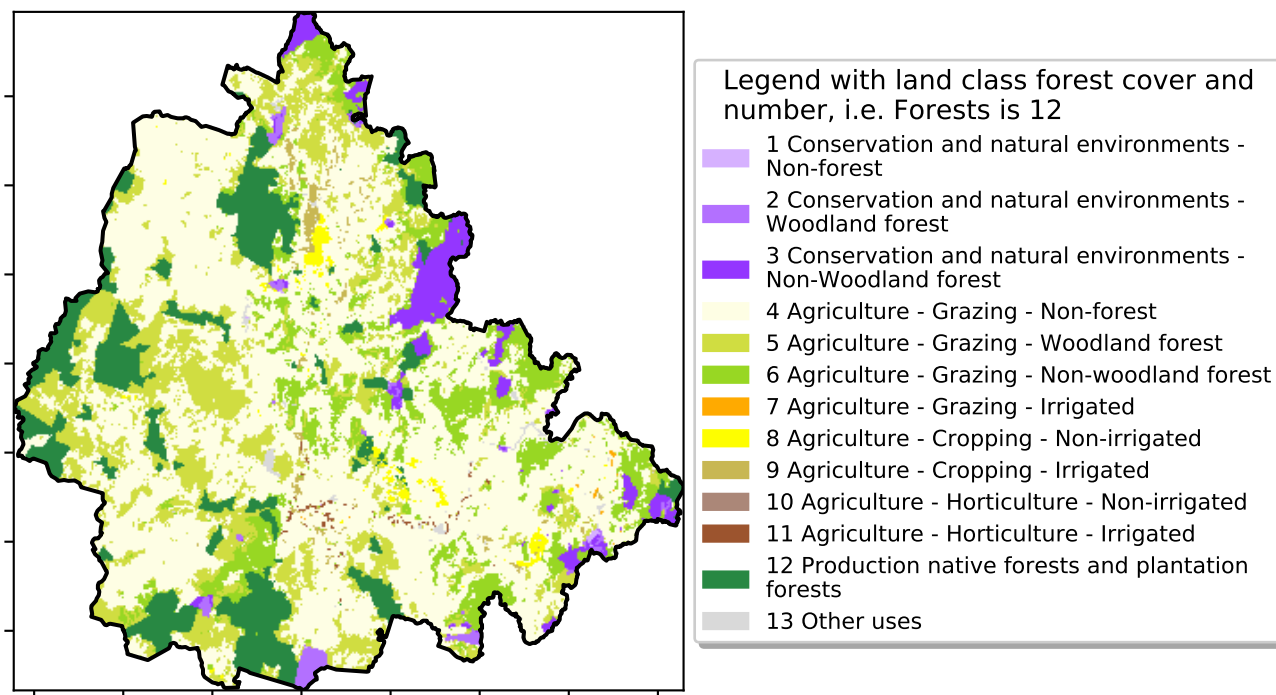 Legend with land class forest cover and
number, i.e. Forests is 12
1 Conservation and natural environments -
Non-forest
2 Conservation and natural environments -
Woodland forest
3 Conservation and natural environments -
Non-Woodland forest
4 Agriculture - Grazing - Non-forest
5 Agriculture - Grazing - Woodland forest
6 Agriculture - Grazing - Non-woodland forest
7 Agriculture - Grazing - Irrigated
8 Agriculture - Cropping - Non-irrigated
9 Agriculture - Cropping - Irrigated
10 Agriculture - Horticulture - Non-irrigated
11 Agriculture - Horticulture - Irrigated
12 Production native forests and plantation
forests
13 Other uses